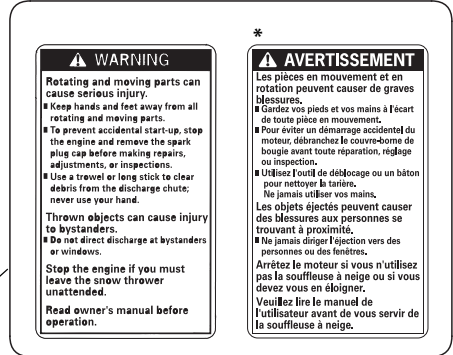 WARNING
Rotating and moving parts can
cause serious injury.
■ Keep hands and feet away from all
rotating and moving parts.
■ To prevent accidental start-up, stop
the engine and remove the spark
plug cap before making repairs,
adjustments, or inspections.
■ Use a trowel or long stick to clear
debris from the discharge chute;
never use your hand.
Thrown objects can cause injury
to bystanders.
■ Do not direct discharge at bystanders
or windows.
Stop the engine if you must
leave the snow thrower
unattended.
Read owner's manual before
operation.
*
AVERTISSEMENT
Les pièces en mouvement et en
rotation peuvent causer de graves
blessures.
■ Gardez vos pieds et vos mains à l'écart
de toute pièce en mouvement.
■ Pour éviter un démarrage accidentel du
moteur, débranchez le couvre-borne de
bougie avant toute réparation, réglage
ou inspection.
■ Utilisez l'outil de déblocage ou un bâton
pour nettoyer la tarière.
Ne jamais utiliser vos mains.
Les objets éjectés peuvent causer
des blessures aux personnes se
trouvant à proximité.
■ Ne jamais diriger l'éjection vers des
personnes ou des fenêtres.
Arrêtez le moteur si vous n'utilisez
pas la souffleuse à neige ou si vous
devez vous en éloigner.
Veuillez lire le manuel de
l'utilisateur avant de vous servir de
la souffleuse à neige.